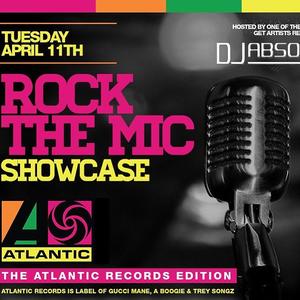 TUESDAY
APRIL 11TH
HOSTED BY ONE OF THE
GET ARTISTS RE
DJ ABSO
ROCK
THE MIC
SHOWCASE
ATLANTIC
THE ATLANTIC RECORDS EDITION
ATLANTIC RECORDS IS LABEL OF GUCCI MANE, A BOOGIE & TREY SONGZ